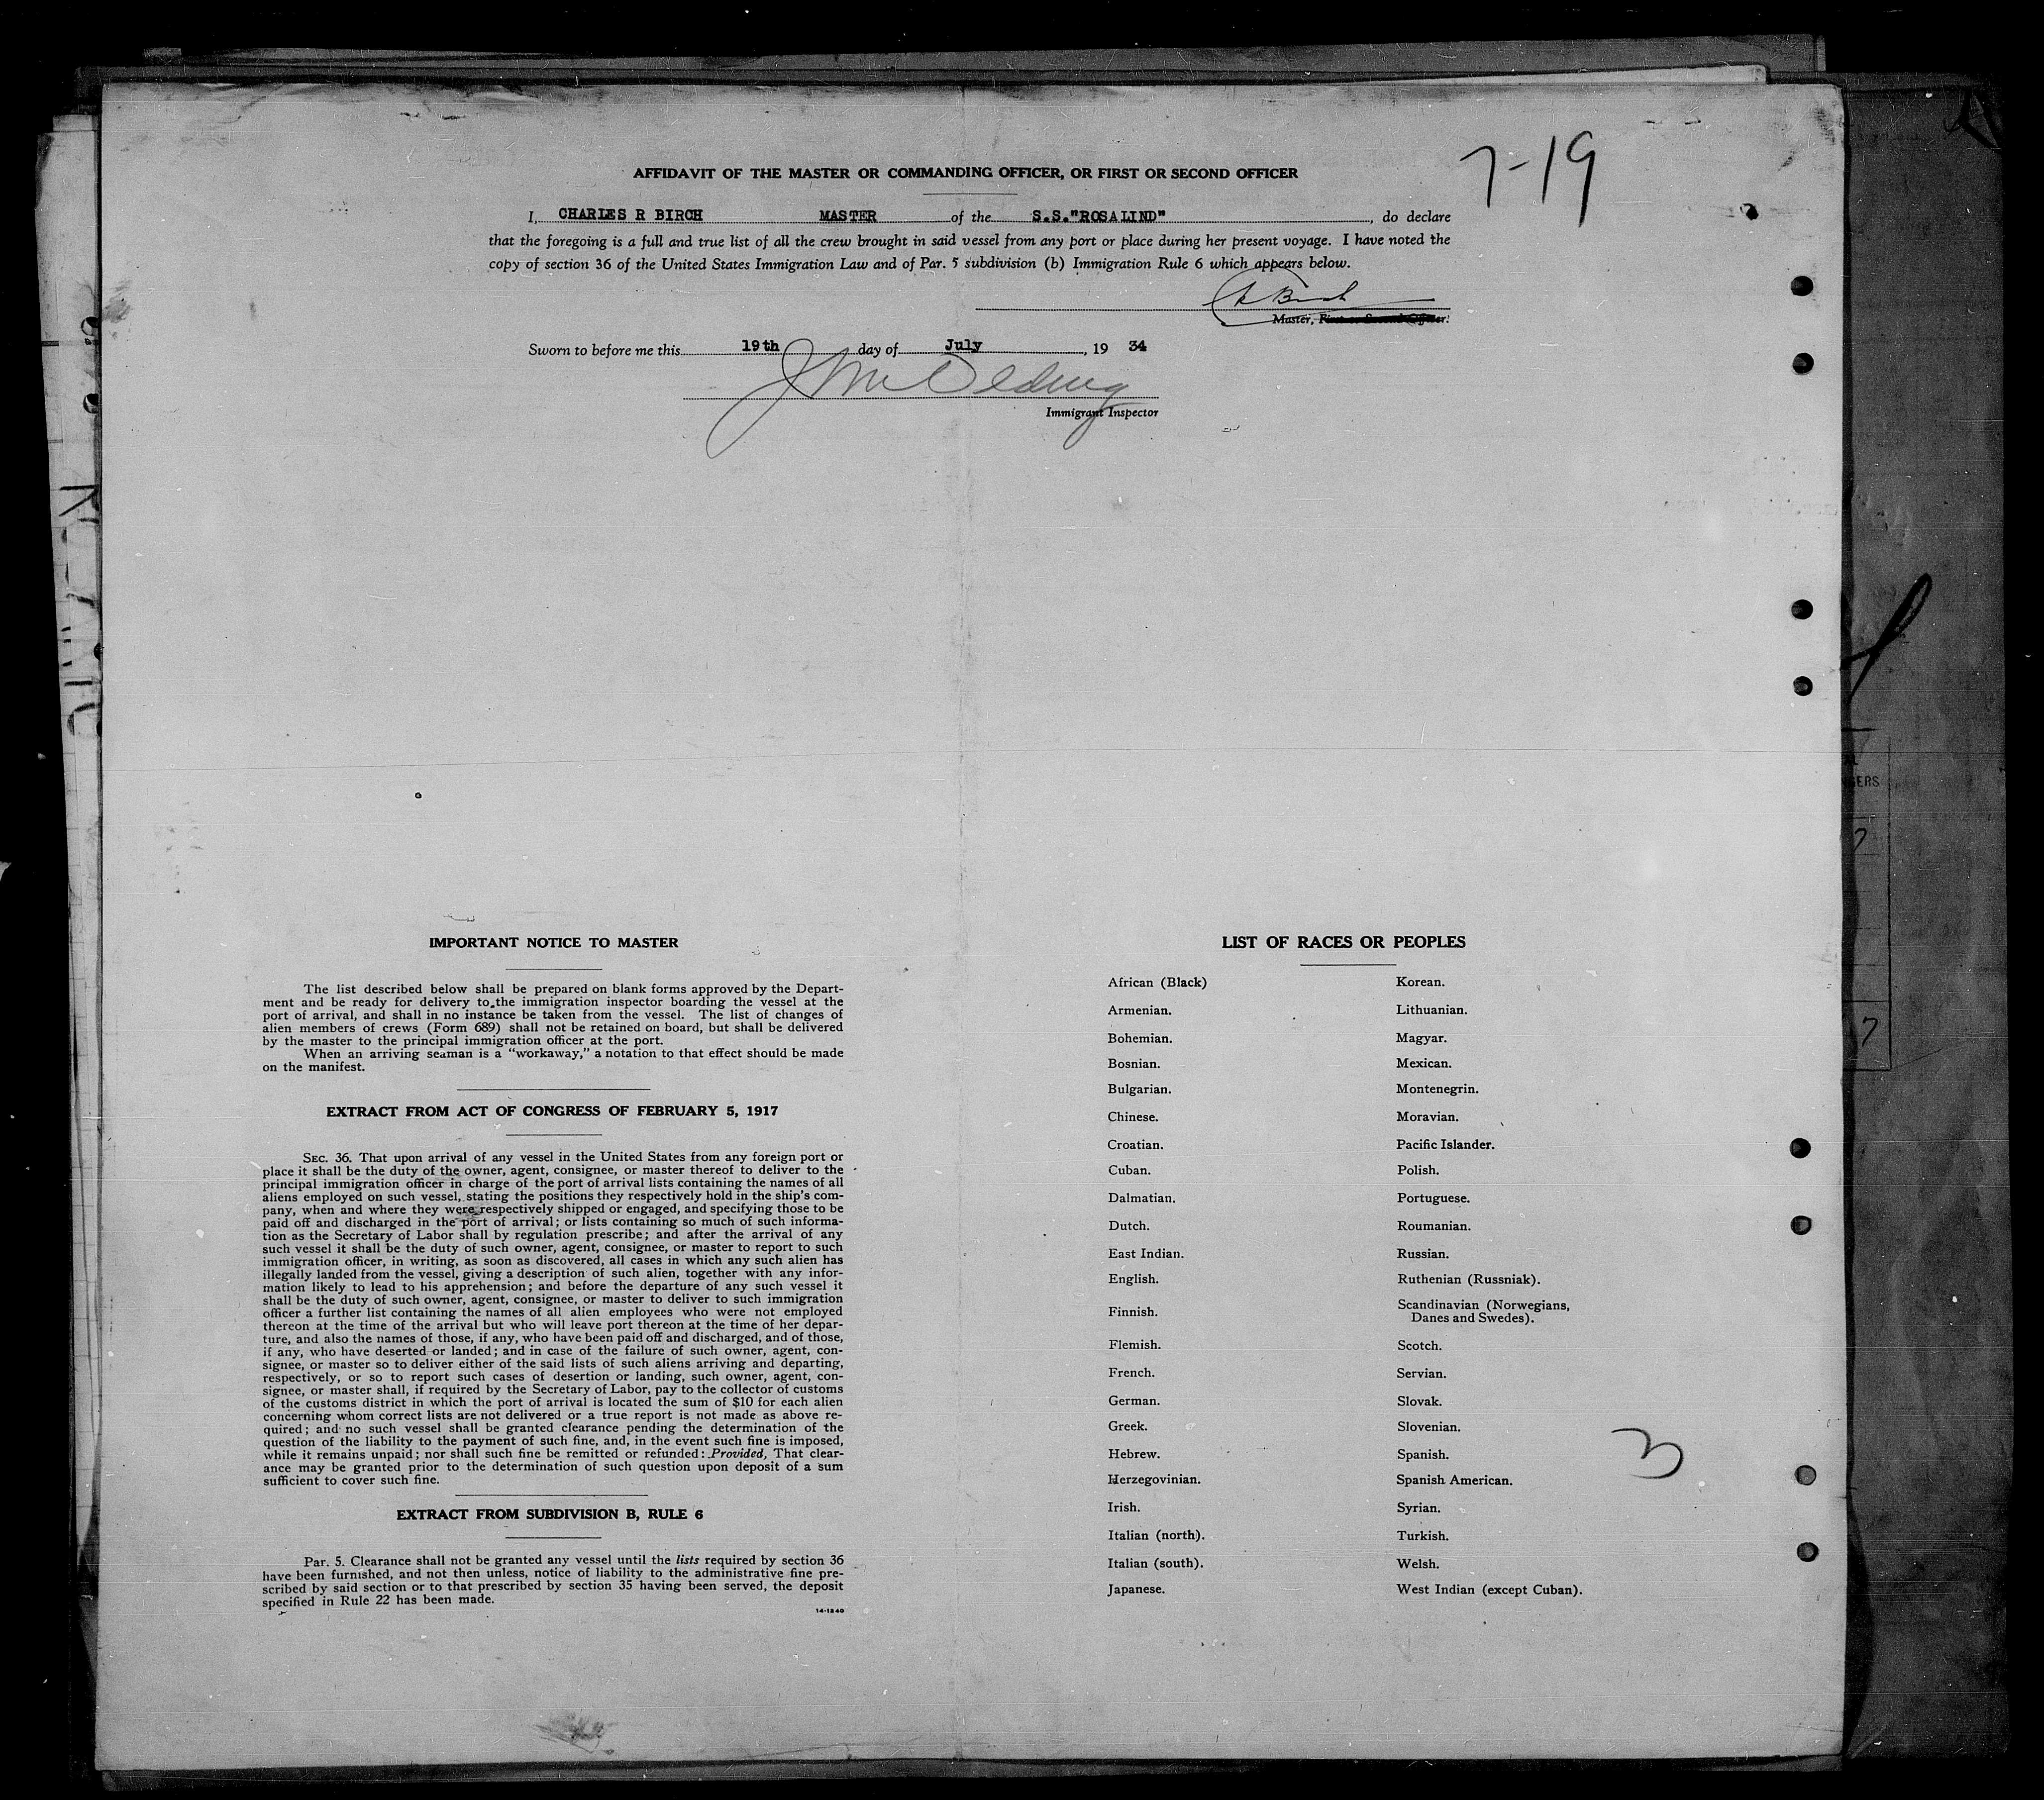 7-19
AFFIDAVIT OF THE MASTER OR COMMANDING OFFICER, OR FIRST OR SECOND OFFICER
I, CHARLES R BIRCH MASTER of the S.S."ROSALIND", do declare
that the foregoing is a full and true list of all the crew brought in said vessel from any port or place during her present voyage. I have noted the
copy of section 36 of the United States Immigration Law and of Par. 5 subdivision (b) Immigration Rule 6 which appears below.
Master, First or Second Officer.
Sworn to before me this 19th day of July, 19 34
Immigrant Inspector
IMPORTANT NOTICE TO MASTER
The list described below shall be prepared on blank forms approved by the Depart-
ment and be ready for delivery to the immigration inspector boarding the vessel at the
port of arrival, and shall in no instance be taken from the vessel. The list of changes of
alien members of crews (Form 689) shall not be retained on board, but shall be delivered
by the master to the principal immigration officer at the port.
When an arriving seaman is a "workaway," a notation to that effect should be made
on the manifest.
EXTRACT FROM ACT OF CONGRESS OF FEBRUARY 5, 1917
SEC. 36. That upon arrival of any vessel in the United States from any foreign port or
place it shall be the duty of the owner, agent, consignee, or master thereof to deliver to the
principal immigration officer in charge of the port of arrival lists containing the names of all
aliens employed on such vessel, stating the positions they respectively hold in the ship's com-
pany, when and where they were respectively shipped or engaged, and specifying those to be
paid off and discharged in the port of arrival; or lists containing so much of such informa-
tion as the Secretary of Labor shall by regulation prescribe; and after the arrival of any
such vessel it shall be the duty of such owner, agent, consignee, or master to report to such
immigration officer, in writing, as soon as discovered, all cases in which any such alien has
illegally landed from the vessel, giving a description of such alien, together with any infor-
mation likely to lead to his apprehension; and before the departure of any such vessel it
shall be the duty of such owner, agent, consignee, or master to deliver to such immigration
officer a further list containing the names of all alien employees who were not employed
thereon at the time of the arrival but who will leave port thereon at the time of her depar-
ture, and also the names of those, if any, who have been paid off and discharged, and of those,
if any, who have deserted or landed; and in case of the failure of such owner, agent, con-
signee, or master so to deliver either of the said lists of such aliens arriving and departing,
respectively, or so to report such cases of desertion or landing, such owner, agent, con-
signee, or master shall, if required by the Secretary of Labor, pay to the collector of customs
of the customs district in which the port of arrival is located the sum of $10 for each alien
concerning whom correct lists are not delivered or a true report is not made as above re-
quired; and no such vessel shall be granted clearance pending the determination of the
question of the liability to the payment of such fine, and, in the event such fine is imposed,
while it remains unpaid; nor shall such fine be remitted or refunded: Provided, That clear-
ance may be granted prior to the determination of such question upon deposit of a sum
sufficient to cover such fine.
EXTRACT FROM SUBDIVISION B, RULE 6
Par. 5. Clearance shall not be granted any vessel until the lists required by section 36
have been furnished, and not then unless, notice of liability to the administrative fine pre-
scribed by said section or to that prescribed by section 35 having been served, the deposit
specified in Rule 22 has been made.
14-1240
LIST OF RACES OR PEOPLES
African (Black)
Armenian.
Bohemian.
Bosnian.
Bulgarian.
Chinese.
Croatian.
Cuban.
Dalmatian.
Dutch.
East Indian.
English.
Finnish.
Flemish.
French.
German.
Greek.
Hebrew.
Herzegovinian.
Irish.
Italian (north).
Italian (south).
Japanese.
Korean.
Lithuanian.
Magyar.
Mexican.
Montenegrin.
Moravian.
Pacific Islander.
Polish.
Portuguese.
Roumanian.
Russian.
Ruthenian (Russniak).
Scandinavian (Norwegians,
Danes and Swedes).
Scotch.
Servian.
Slovak.
Slovenian.
Spanish.
Spanish American.
Syrian.
Turkish.
Welsh.
West Indian (except Cuban).
3